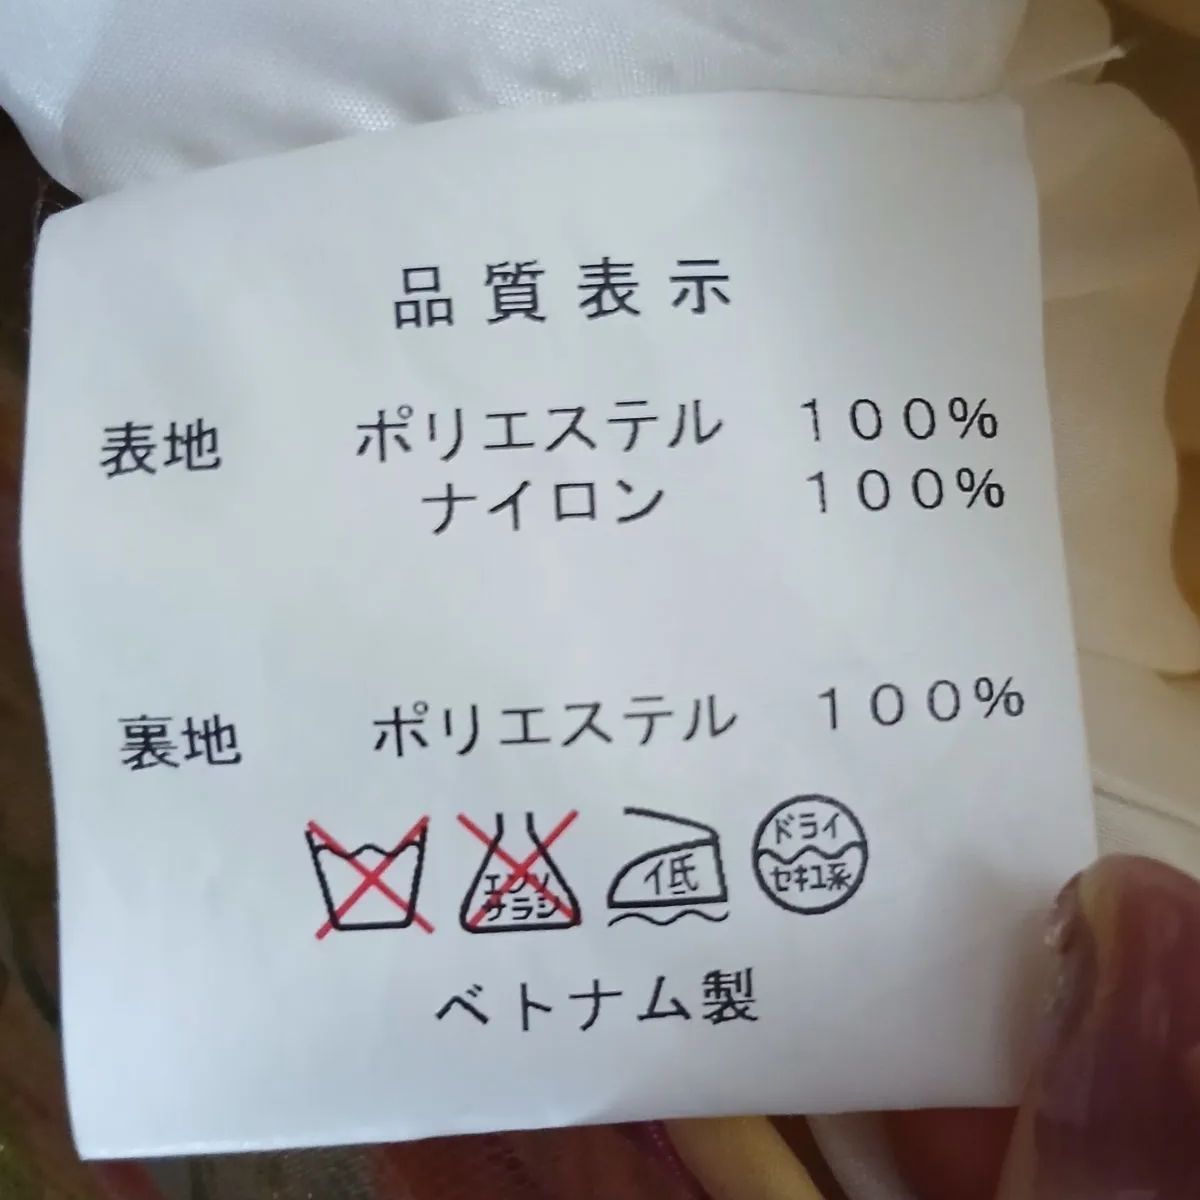 品質表示
表地 ポリエステル 100%
ナイロン 100%
裏地 ポリエステル 100%
エンソサラシ
イ低
ドライ
セキユ系
ベトナム製